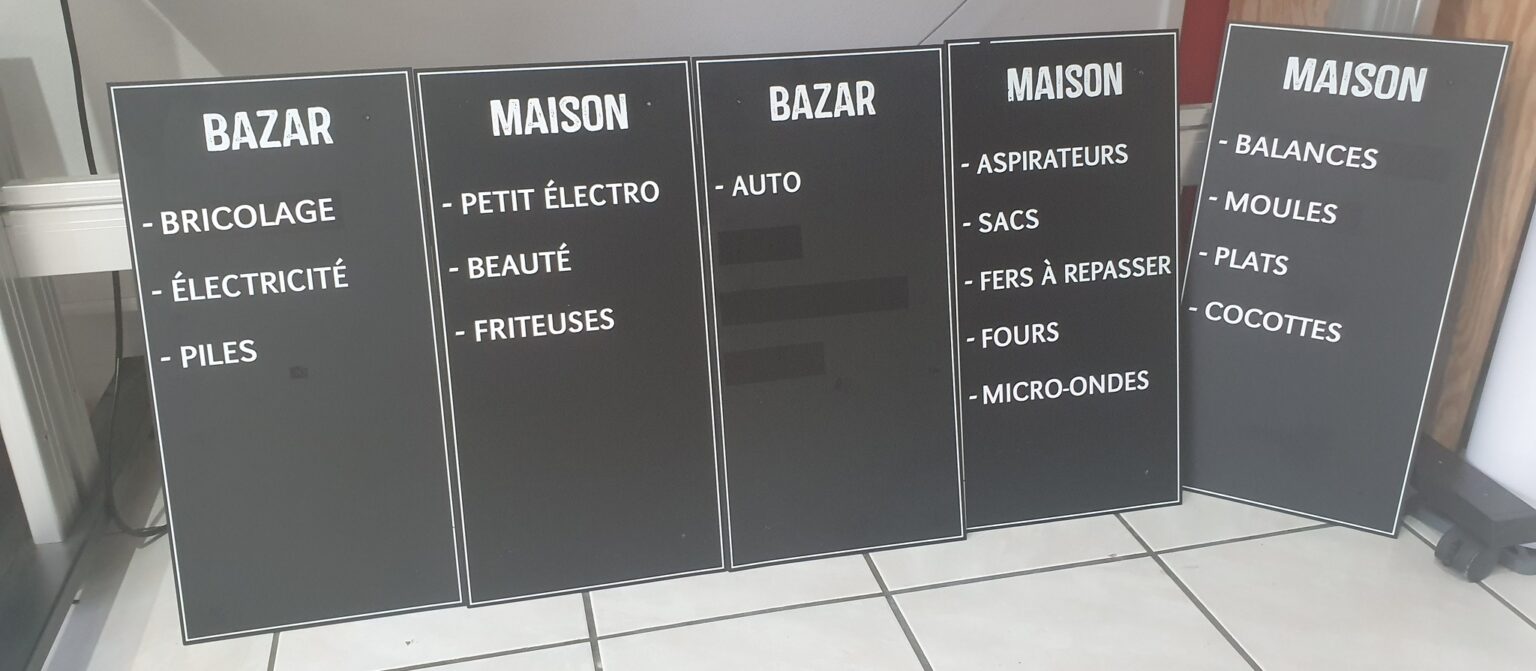 BAZAR
- BRICOLAGE
- ÉLECTRICITÉ
- PILES
MAISON
- PETIT ÉLECTRO
- BEAUTÉ
- FRITEUSES
BAZAR
- AUTO
MAISON
- ASPIRATEURS
- SACS
- FERS À REPASSER
- FOURS
- MICRO-ONDES
MAISON
- BALANCES
- MOULES
- PLATS
- COCOTTES